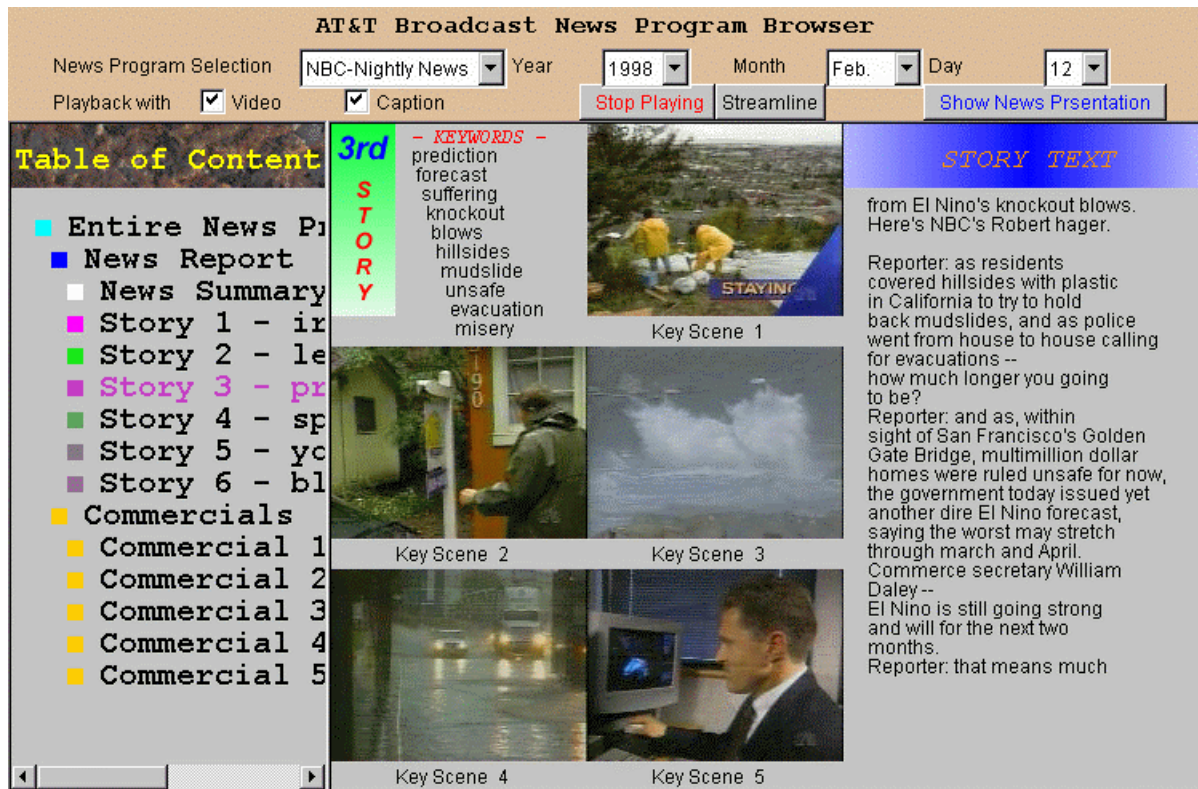 AT&T Broadcast News Program Browser
News Program Selection NBC-Nightly News Year 1998 Month Feb. Day 12
Playback with Video Caption Stop Playing Streamline Show News Prsentation
Table of Content
Entire News Pr
News Report
News Summary
Story 1 - ir
Story 2 - le
Story 3 - pr
Story 4 - sp
Story 5 - yo
Story 6 - bl
Commercials
Commercial 1
Commercial 2
Commercial 3
Commercial 4
Commercial 5
3rd
STORY
- KEYWORDS -
prediction
forecast
suffering
knockout
blows
hillsides
mudslide
unsafe
evacuation
misery
STAYING
Key Scene 1
190
Key Scene 2
Key Scene 3
Key Scene 4
Key Scene 5
STORY TEXT
from El Nino's knockout blows.
Here's NBC's Robert hager.
Reporter: as residents
covered hillsides with plastic
in California to try to hold
back mudslides, and as police
went from house to house calling
for evacuations --
how much longer you going
to be?
Reporter: and as, within
sight of San Francisco's Golden
Gate Bridge, multimillion dollar
homes were ruled unsafe for now,
the government today issued yet
another dire El Nino forecast,
saying the worst may stretch
through march and April.
Commerce secretary William
Daley --
El Nino is still going strong
and will for the next two
months.
Reporter: that means much